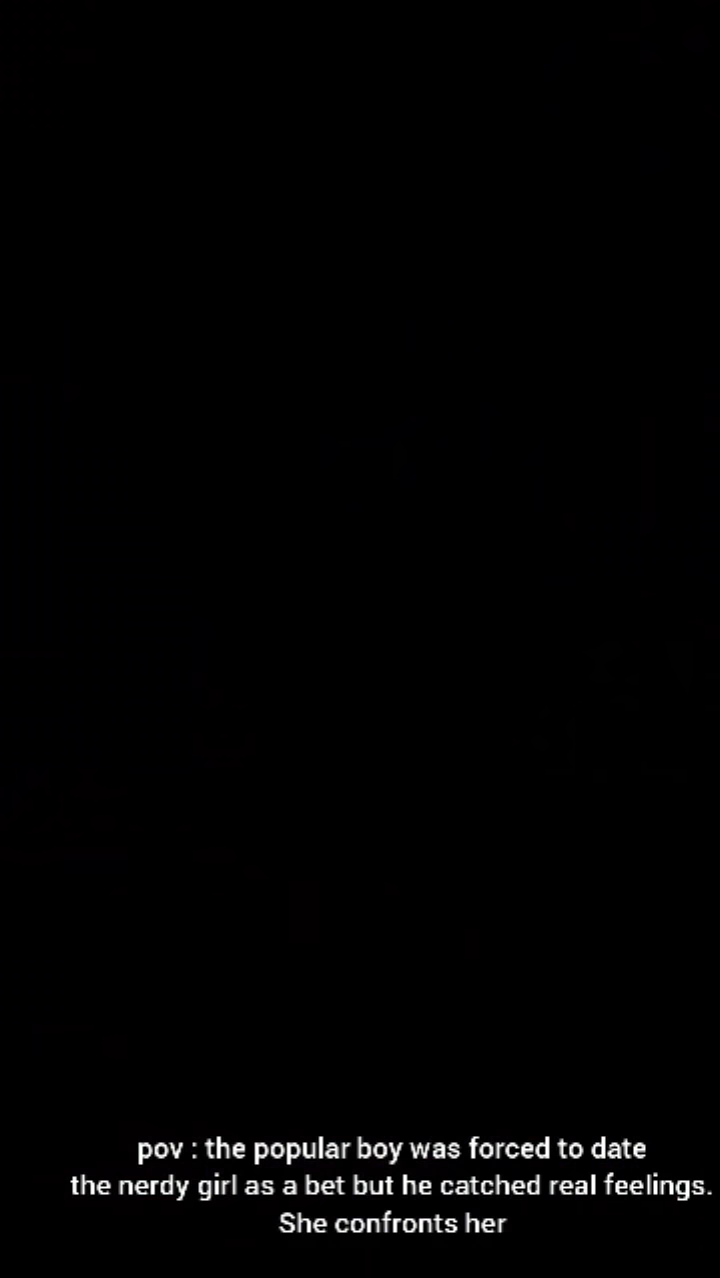 pov : the popular boy was forced to date
the nerdy girl as a bet but he catched real feelings.
She confronts her